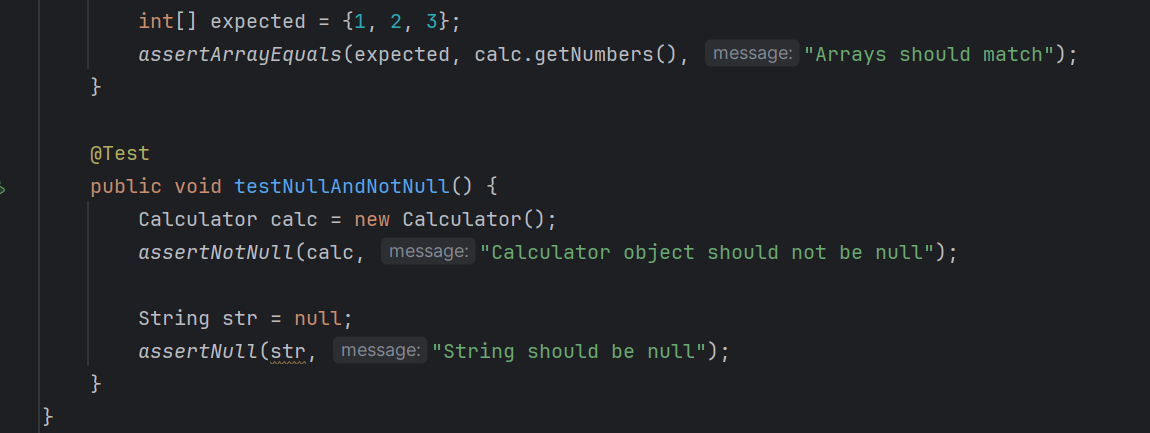 int[] expected = {1, 2, 3};
assertArrayEquals(expected, calc.getNumbers(), message: "Arrays should match");
}
@Test
public void testNullAndNotNull() {
Calculator calc = new Calculator();
assertNotNull(calc, message: "Calculator object should not be null");
String str = null;
assertNull(str, message: "String should be null");
}
}